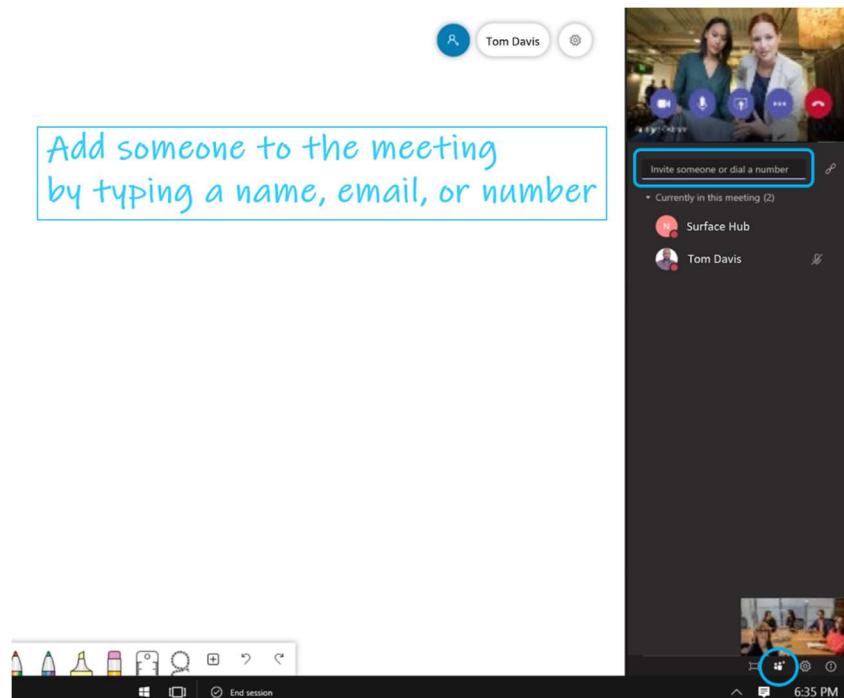 Tom Davis
Add someone to the meeting
by typing a name, email, or number
Invite someone or dial a number
Currently in this meeting (2)
N
Surface Hub
Tom Davis
End session
6:35 PM